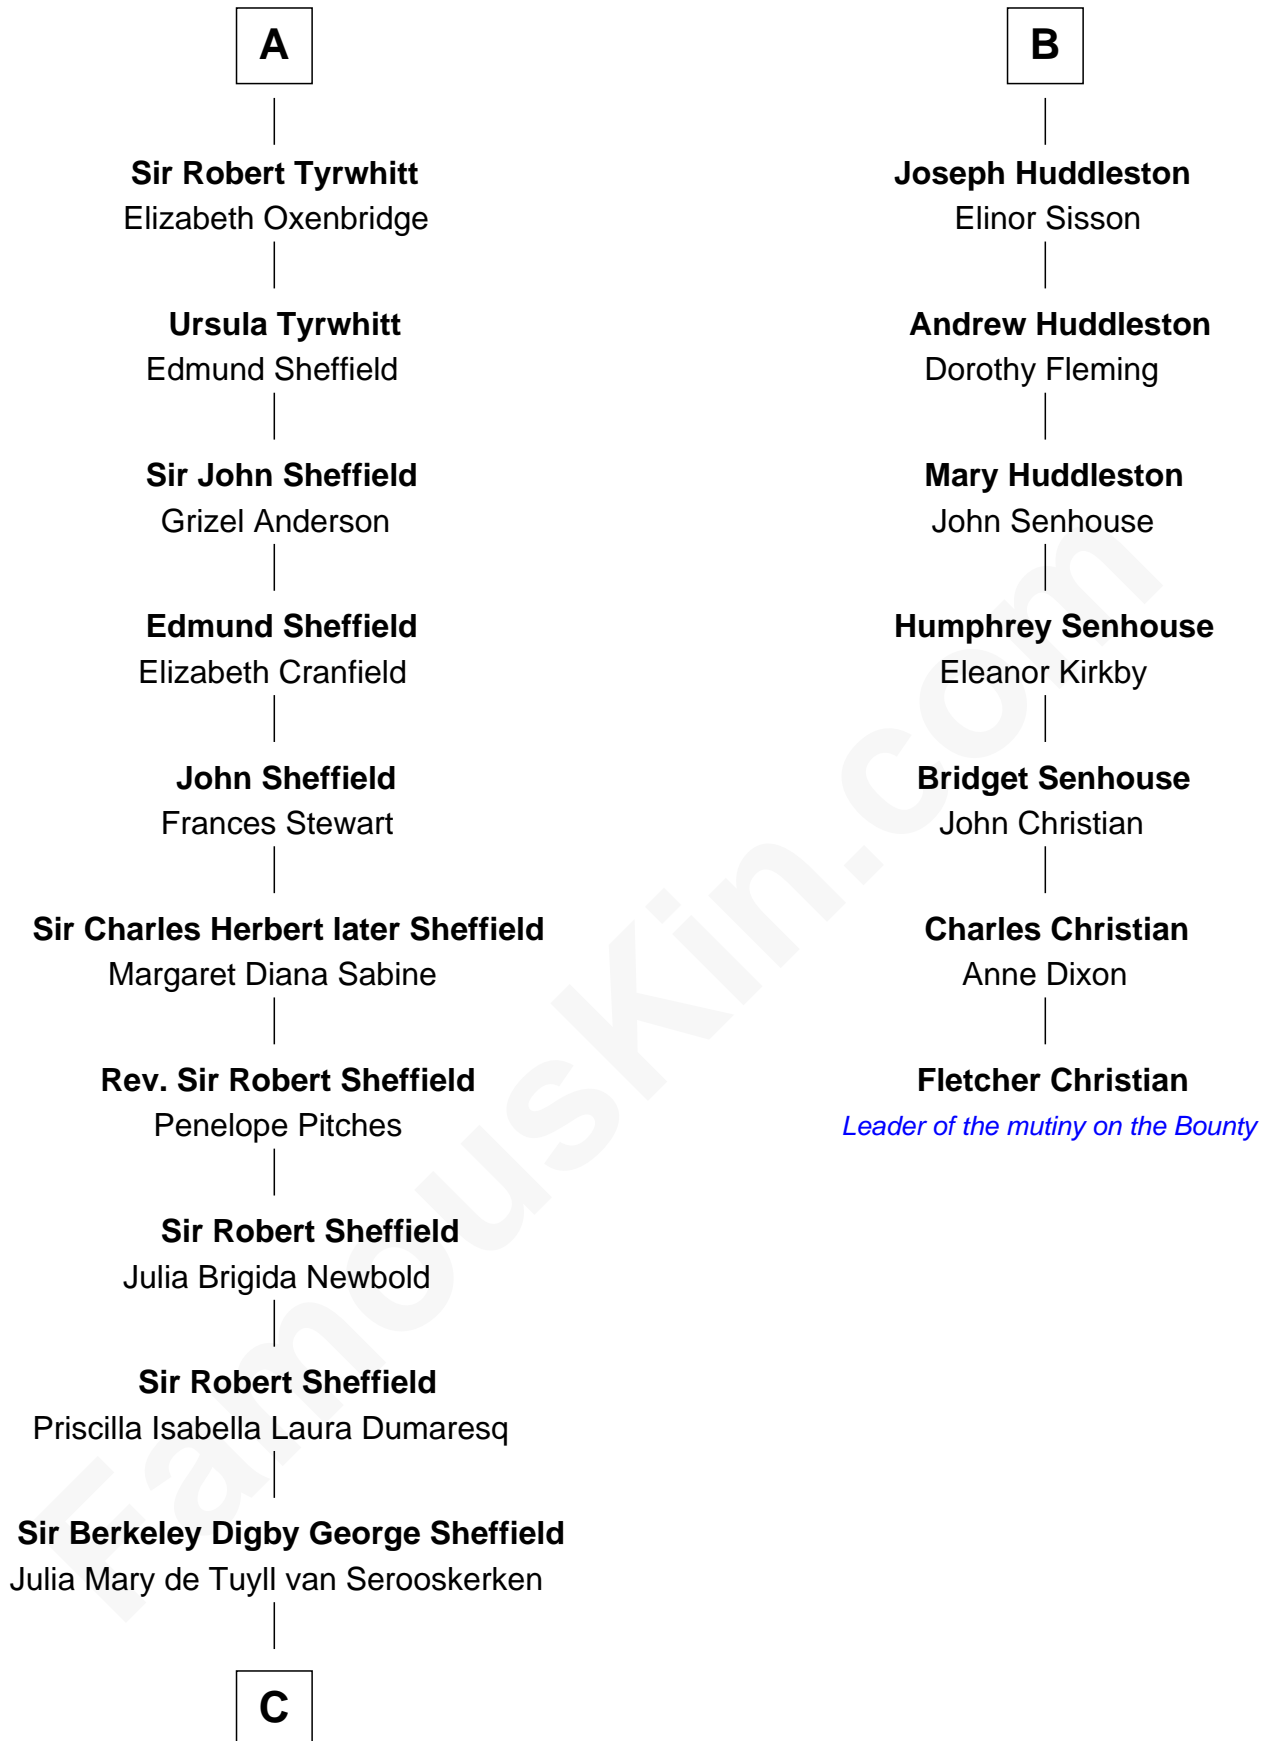 A
Sir Robert Tyrwhitt
Elizabeth Oxenbridge
Ursula Tyrwhitt
Edmund Sheffield
Sir John Sheffield
Grizel Anderson
Edmund Sheffield
Elizabeth Cranfield
John Sheffield
Frances Stewart
Sir Charles Herbert later Sheffield
Margaret Diana Sabine
Rev. Sir Robert Sheffield
Penelope Pitches
Sir Robert Sheffield
Julia Brigida Newbold
Sir Robert Sheffield
Priscilla Isabella Laura Dumaresq
Sir Berkeley Digby George Sheffield
Julia Mary de Tuyll van Serooskerken
C
B
Joseph Huddleston
Elinor Sisson
Andrew Huddleston
Dorothy Fleming
Mary Huddleston
John Senhouse
Humphrey Senhouse
Eleanor Kirkby
Bridget Senhouse
John Christian
Charles Christian
Anne Dixon
Fletcher Christian
Leader of the mutiny on the Bounty
FamousKin.com